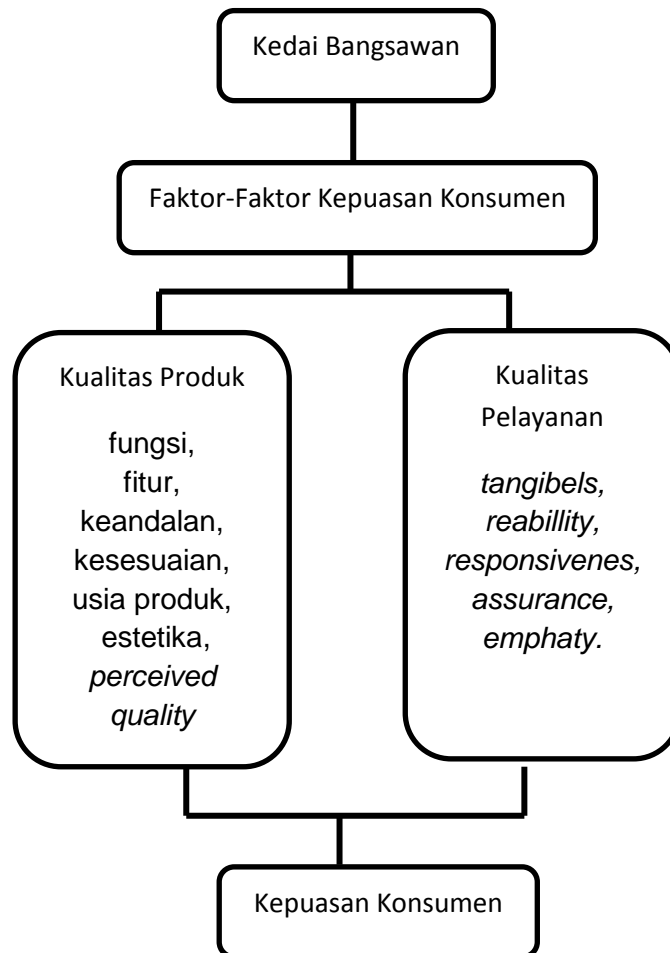 Kedai Bangsawan
Faktor-Faktor Kepuasan Konsumen
Kualitas Produk
fungsi,
fitur,
keandalan,
kesesuaian,
usia produk,
estetika,
perceived
quality
Kualitas
Pelayanan
tangibels,
reabillity,
responsivenes,
assurance,
emphaty.
Kepuasan Konsumen